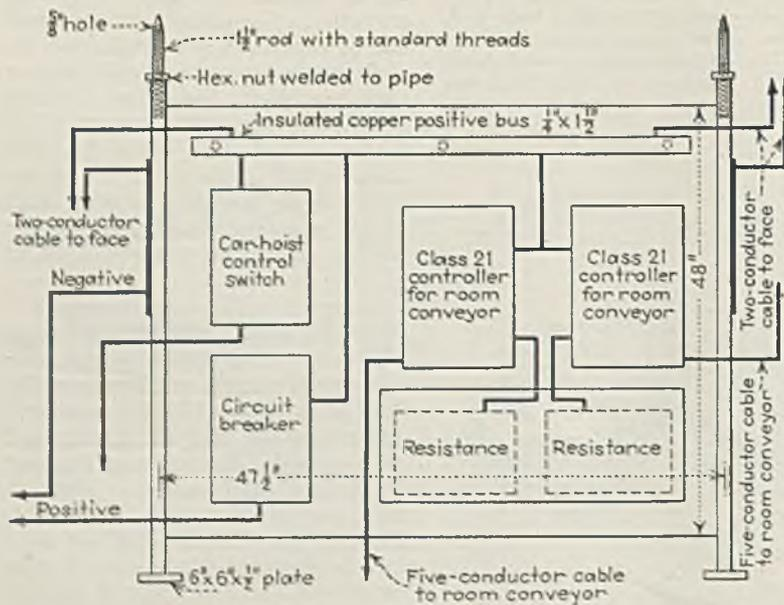 5/8" hole
1 1/2" rod with standard threads
Hex. nut welded to pipe
Insulated copper positive bus 1/4" x 1 1/2"
Two-conductor
cable to face
Negative
Car-hoist
control
switch
Class 21
controller
for room
conveyor
Class 21
controller
for room
conveyor
48"
Two-conductor
cable to face
Circuit
breaker
Resistance
Resistance
47 1/2"
Positive
Five-conductor cable
to room conveyor
6"x6"x1/2" plate
Five-conductor cable
to room conveyor